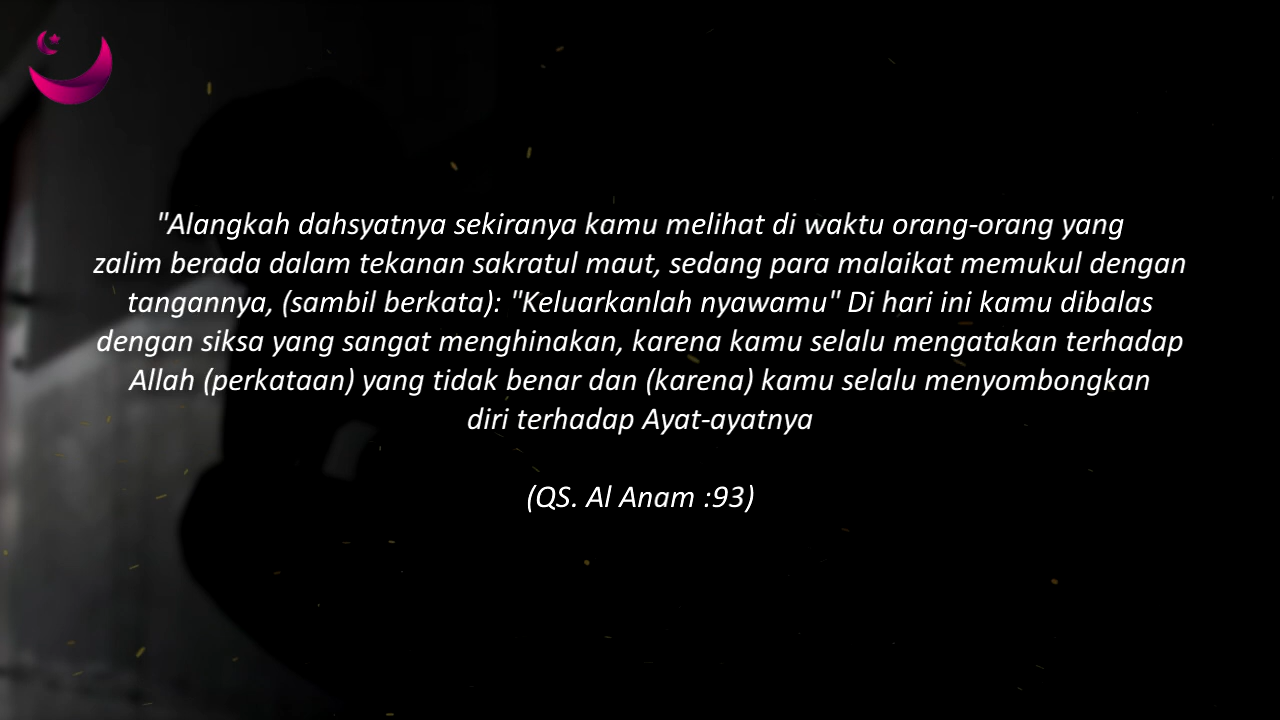 "Alangkah dahsyatnya sekiranya kamu melihat di waktu orang-orang yang
zalim berada dalam tekanan sakratul maut, sedang para malaikat memukul dengan
tangannya, (sambil berkata): "Keluarkanlah nyawamu" Di hari ini kamu dibalas
dengan siksa yang sangat menghinakan, karena kamu selalu mengatakan terhadap
Allah (perkataan) yang tidak benar dan (karena) kamu selalu menyombongkan
diri terhadap Ayat-ayatnya
(QS. Al Anam :93)